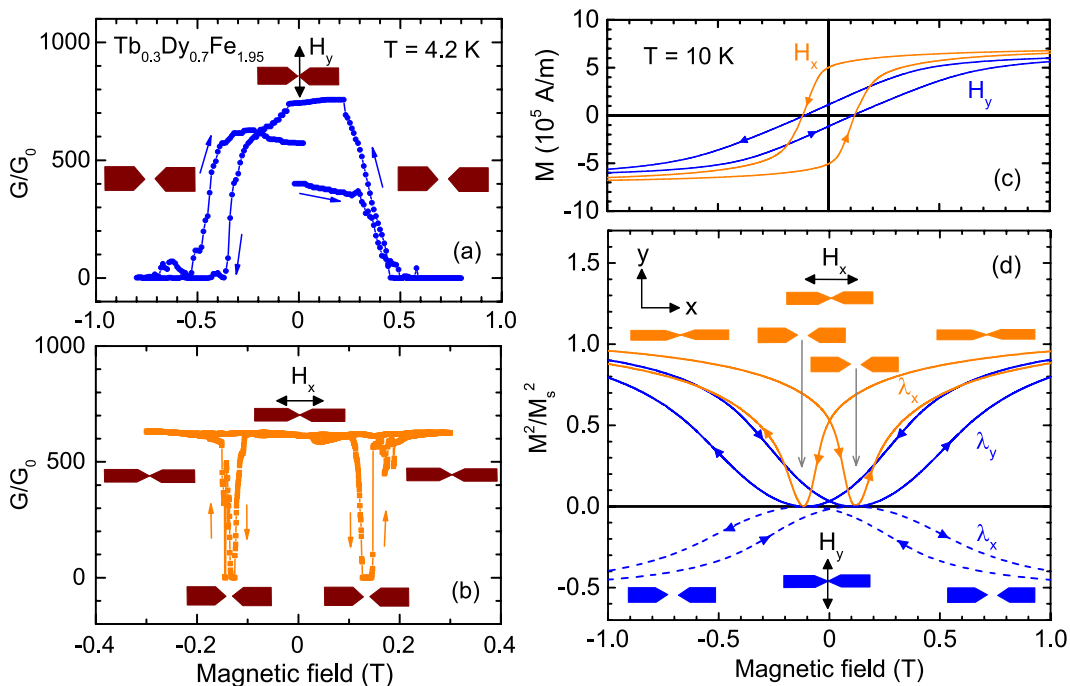 Tb0.3Dy0.7Fe1.95
Hy
T = 4.2 K
1000
500
0
G/G0
(a)
-1.0
-0.5
0
0.5
1.0
1000
500
0
G/G0
Hx
(b)
-0.4
-0.2
0.0
0.2
0.4
Magnetic field (T)
10
5
0
-5
-10
M (10^5 A/m)
T = 10 K
Hx
Hy
(c)
y
x
Hx
(d)
1.5
1.0
0.5
0.0
-0.5
M^2/Ms^2
λx
λy
λx
Hy
-1.0
-0.5
0
0.5
1.0
Magnetic field (T)